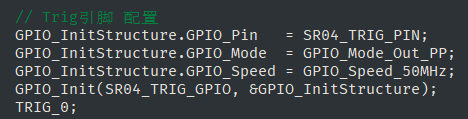 // Trig引脚 配置
GPIO_InitStructure.GPIO_Pin   = SR04_TRIG_PIN;
GPIO_InitStructure.GPIO_Mode  = GPIO_Mode_Out_PP;
GPIO_InitStructure.GPIO_Speed = GPIO_Speed_50MHz;
GPIO_Init(SR04_TRIG_GPIO, &GPIO_InitStructure);
TRIG_0;